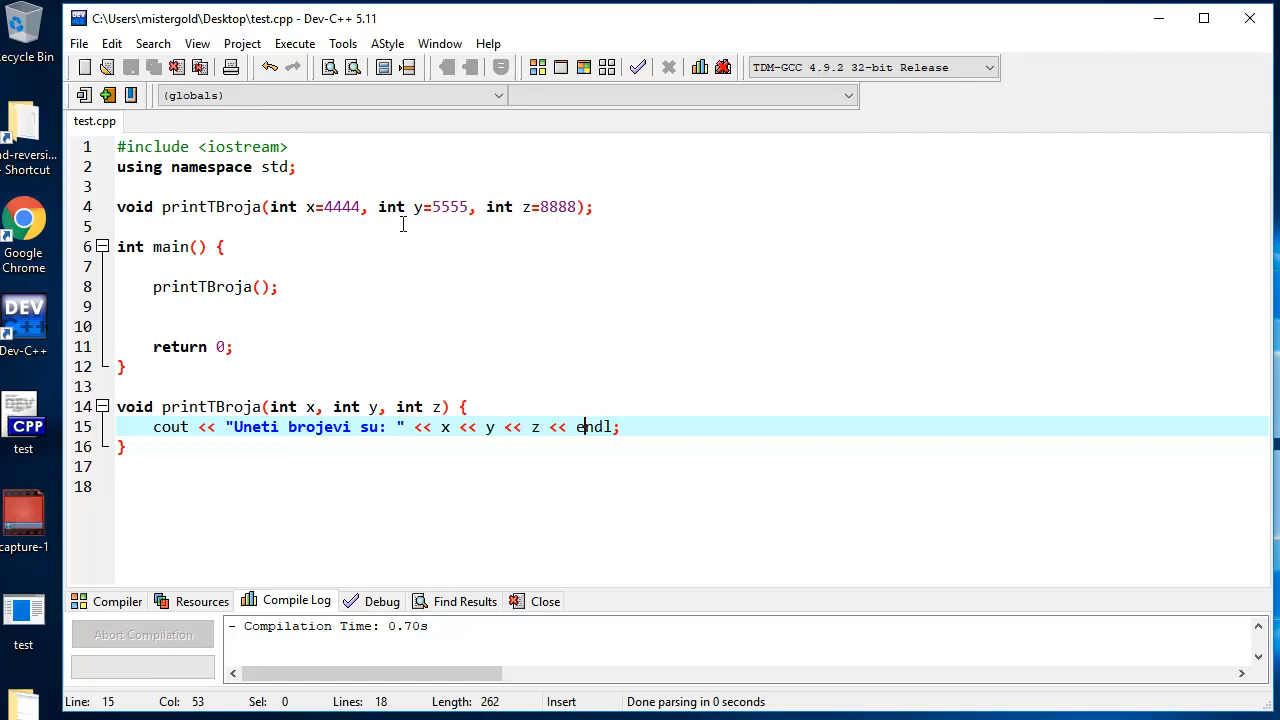 C:\Users\mistergold\Desktop\test.cpp - Dev-C++ 5.11
File Edit Search View Project Execute Tools AStyle Window Help
TDM-GCC 4.9.2 32-bit Release
(globals)
test.cpp
1 #include <iostream>
2 using namespace std;
3
4 void printTBroja(int x=4444, int y=5555, int z=8888);
5
6 int main() {
7
8 printTBroja();
9
10
11 return 0;
12 }
13
14 void printTBroja(int x, int y, int z) {
15 cout << "Uneti brojevi su: " << x << y << z << endl;
16 }
17
18
Compiler Resources Compile Log Debug Find Results Close
Abort Compilation
- Compilation Time: 0.70s
Line: 15 Col: 53 Sel: 0 Lines: 18 Length: 262 Insert Done parsing in 0 seconds
ecycle Bin
nd-reversi...
- Shortcut
Google
Chrome
DEV
C++
Dev-C++
CPP
test
capture-1
test